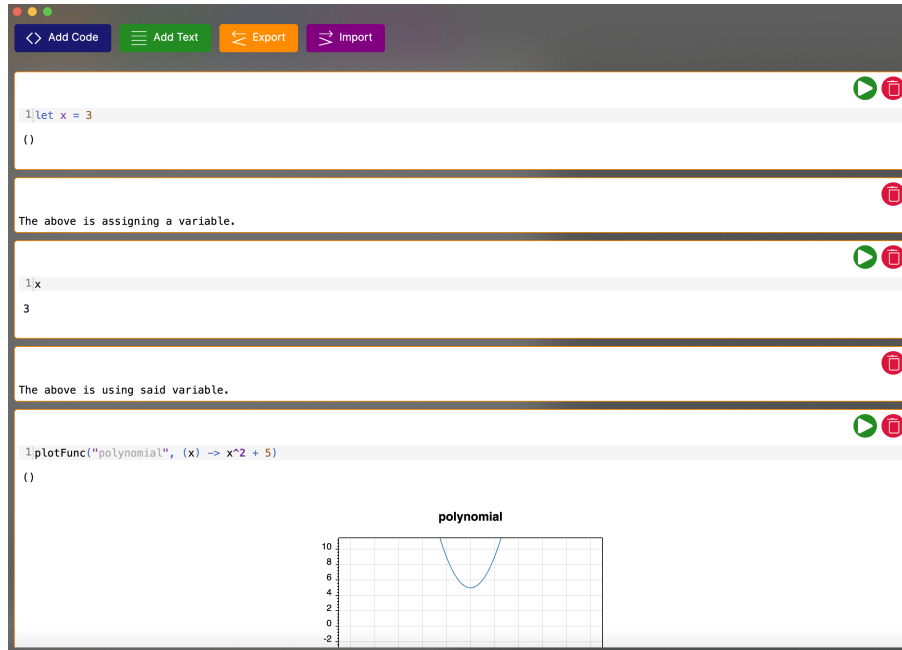 Add Code Add Text Export Import
1 let x = 3
()
The above is assigning a variable.
1 x
3
The above is using said variable.
1 plotFunc("polynomial", (x) -> x^2 + 5)
()
polynomial
10
8
6
4
2
0
-2